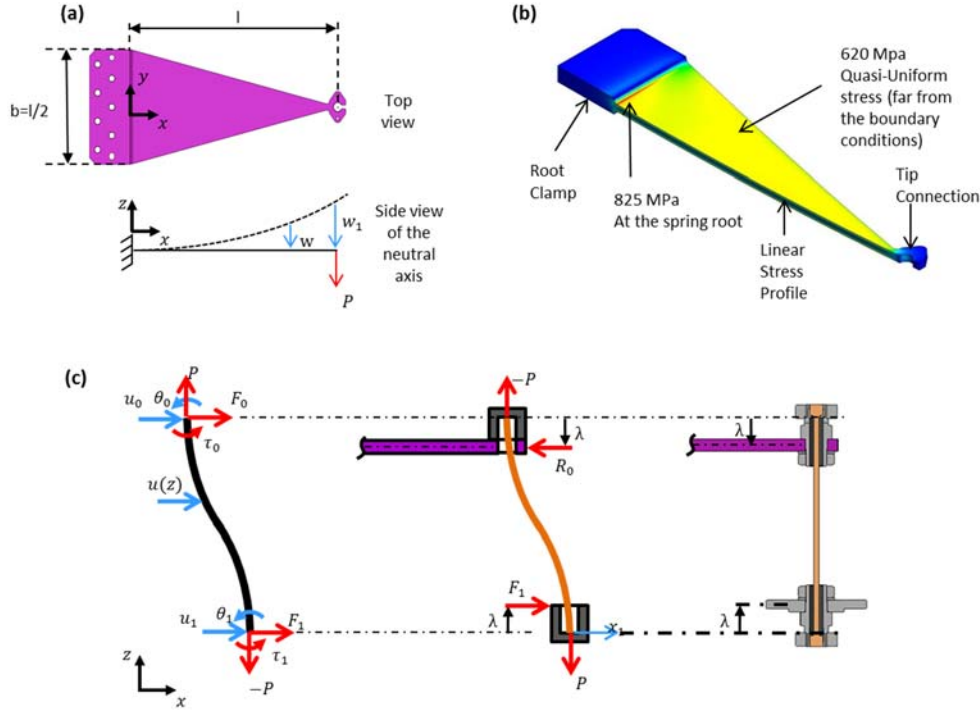 (a)
l
b=l/2
y
x
Top
view
z
x
w
w₁
P
Side view
of the
neutral
axis
(b)
620 Mpa
Quasi-Uniform
stress (far from
the boundary
conditions)
Root
Clamp
825 MPa
At the spring root
Linear
Stress
Profile
Tip
Connection
(c)
P
u₀
θ₀
F₀
τ₀
u(z)
u₁
θ₁
F₁
τ₁
−P
z
x
−P
λ
R₀
F₁
λ
x₁
P
λ
λ